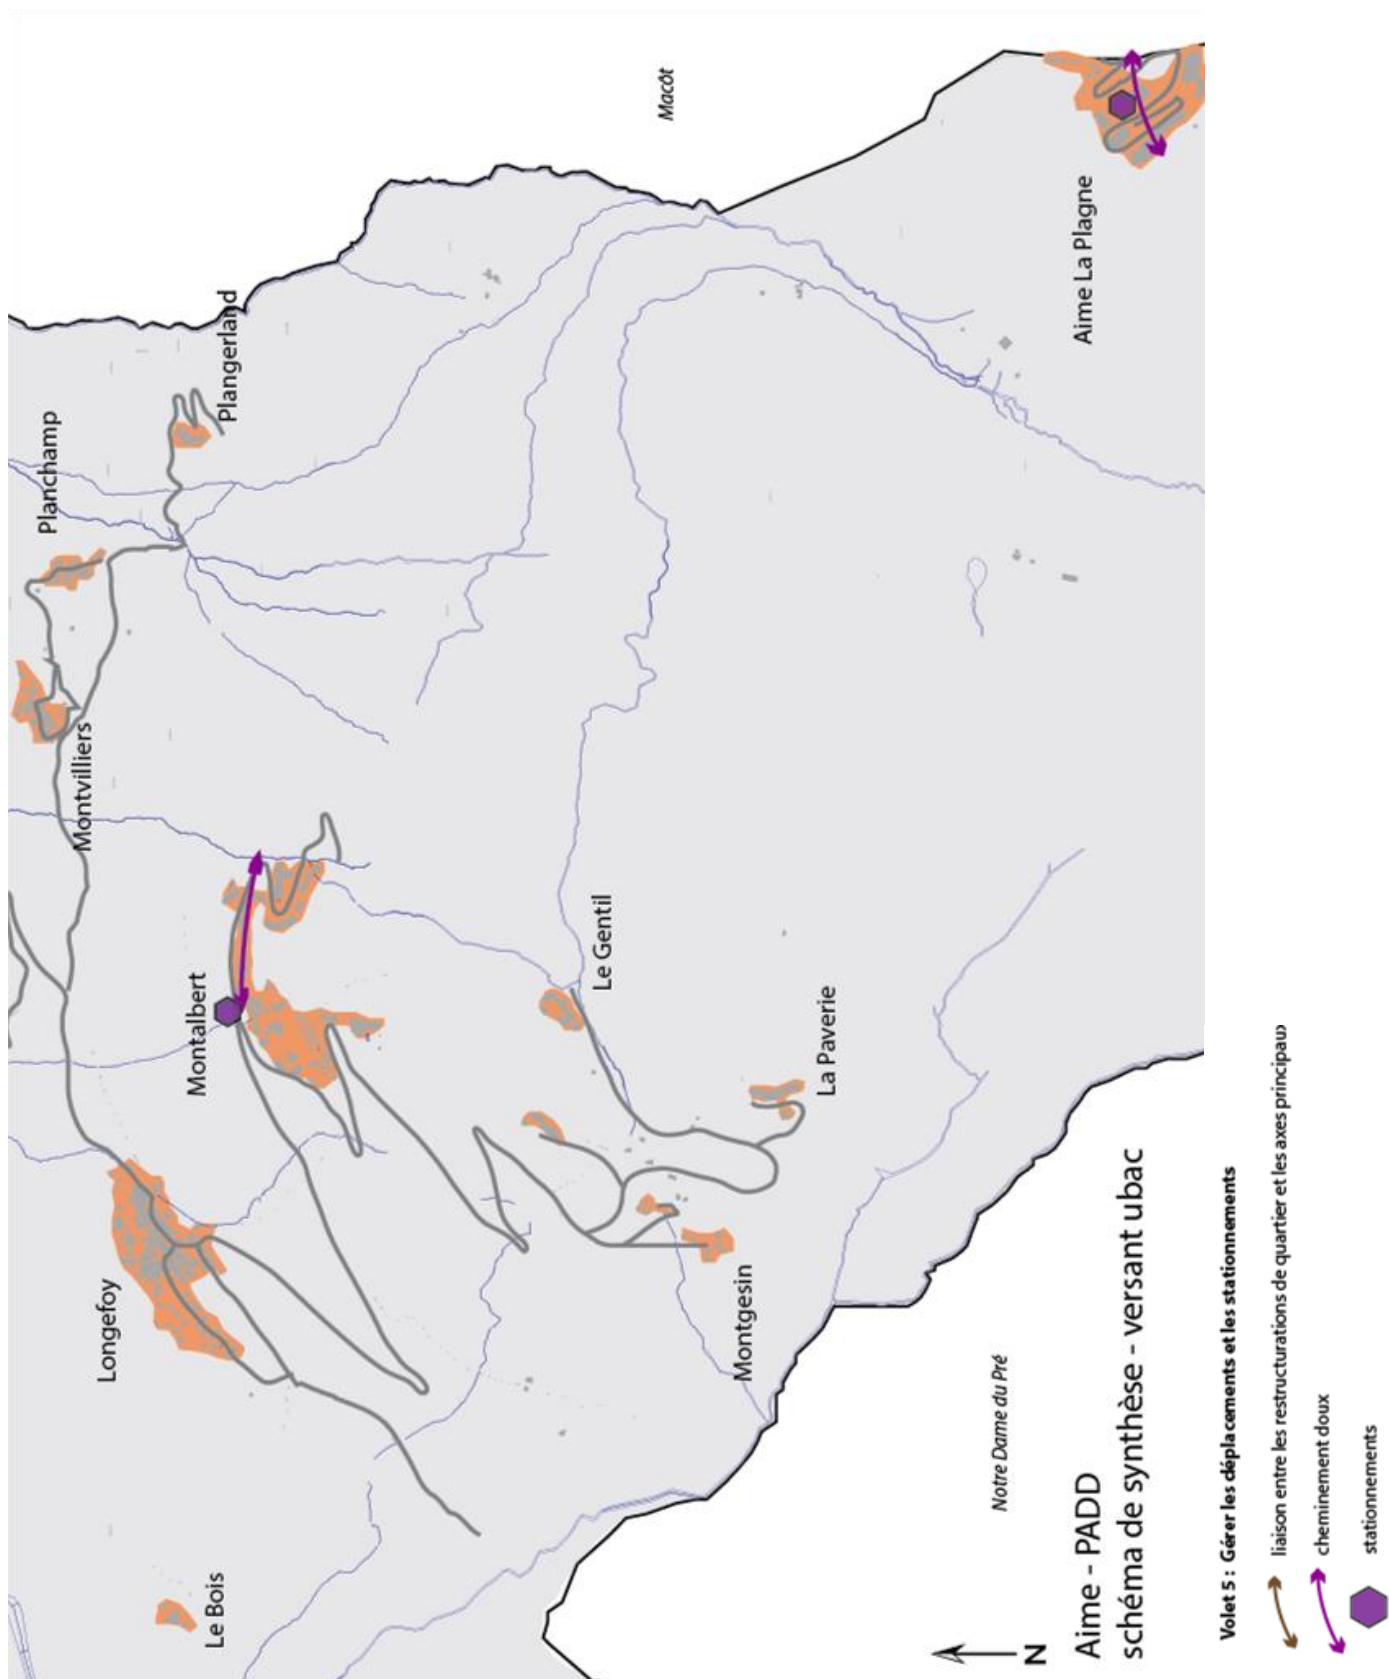 Macôt
Planchamp
Plangerland
Montvilliers
Aime La Plagne
Montalbert
Le Gentil
La Paverie
Longefoy
Montgesin
Le Bois
Notre Dame du Pré
N
Aime - PADD
schéma de synthèse - versant ubac
Volet 5 : Gérer les déplacements et les stationnements
liaison entre les restructurations de quartier et les axes principaux
cheminement doux
stationnements